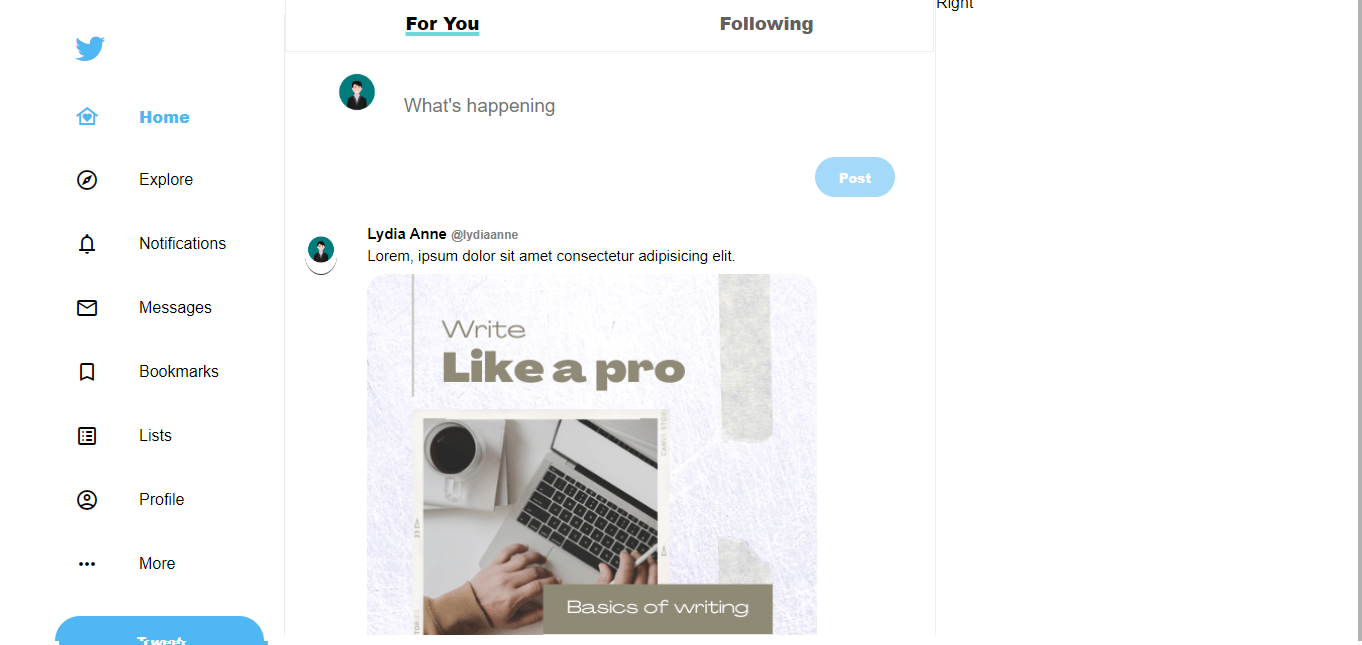 Home
Explore
Notifications
Messages
Bookmarks
Lists
Profile
More
Tweet
For You Following
What's happening
Post
Lydia Anne @lydiaanne
Lorem, ipsum dolor sit amet consectetur adipisicing elit.
Write
Like a pro
Basics of writing
Right